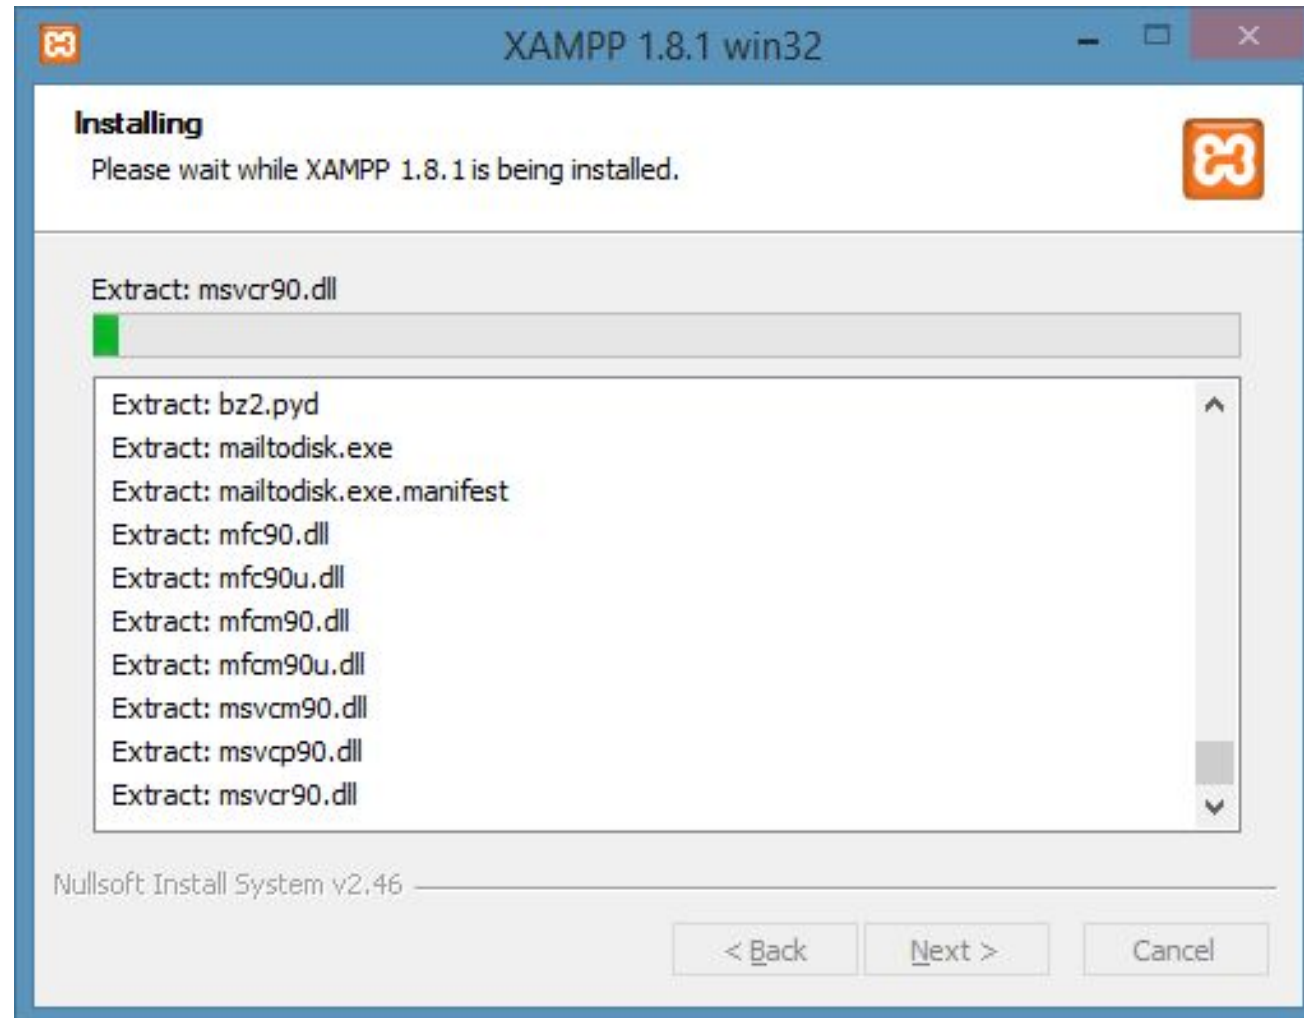 XAMPP 1.8.1 win32
Installing
Please wait while XAMPP 1.8.1 is being installed.
Extract: msvcr90.dll
Extract: bz2.pyd
Extract: mailtodisk.exe
Extract: mailtodisk.exe.manifest
Extract: mfc90.dll
Extract: mfc90u.dll
Extract: mfcm90.dll
Extract: mfcm90u.dll
Extract: msvcm90.dll
Extract: msvcp90.dll
Extract: msvcr90.dll
Nullsoft Install System v2.46
< Back Next > Cancel